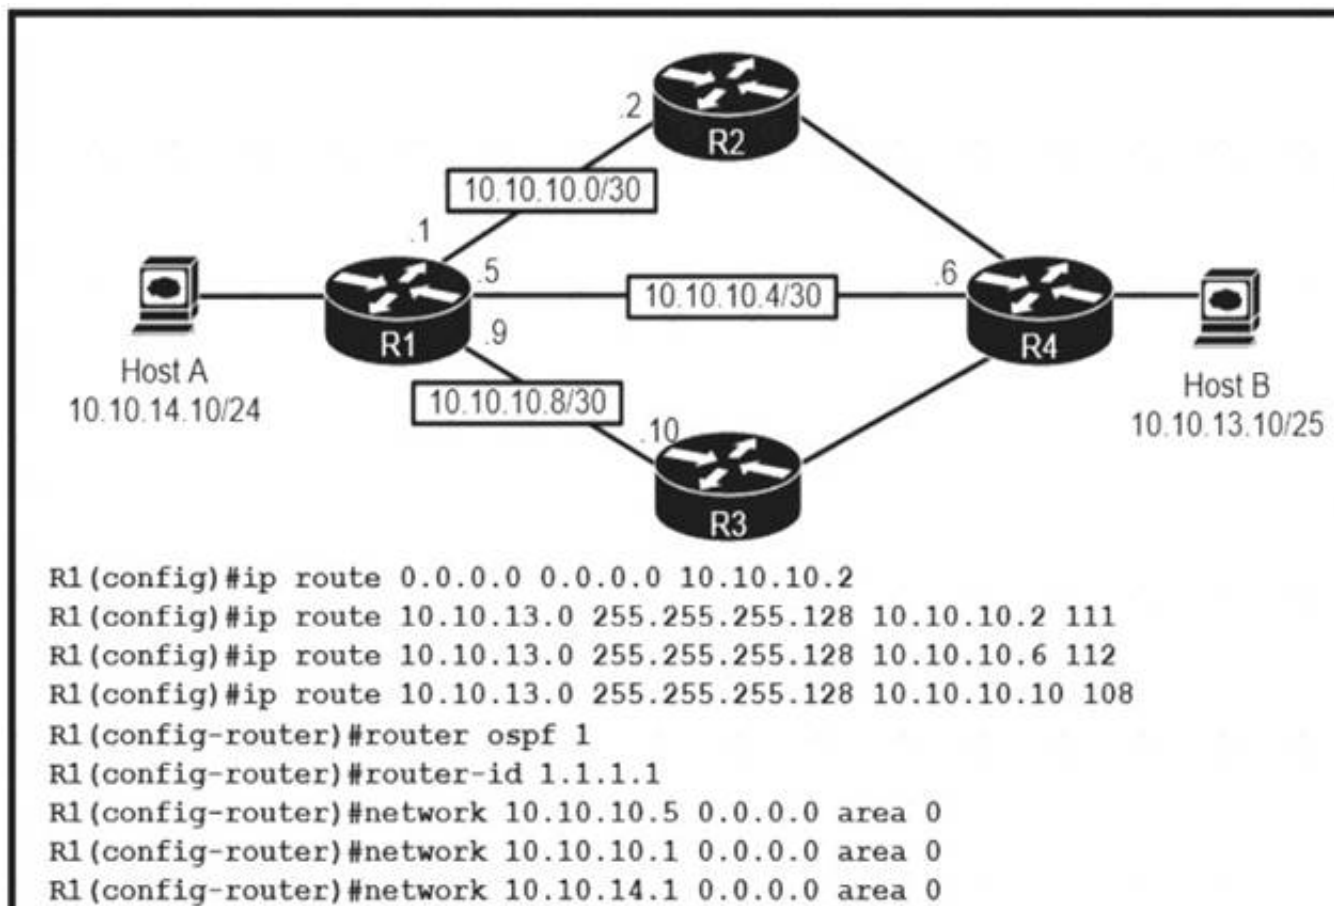 .2
R2
10.10.10.0/30
.1
.5
10.10.10.4/30
.6
R1
R4
.9
Host A
10.10.14.10/24
10.10.10.8/30
.10
Host B
10.10.13.10/25
R3
R1(config)#ip route 0.0.0.0 0.0.0.0 10.10.10.2
R1(config)#ip route 10.10.13.0 255.255.255.128 10.10.10.2 111
R1(config)#ip route 10.10.13.0 255.255.255.128 10.10.10.6 112
R1(config)#ip route 10.10.13.0 255.255.255.128 10.10.10.10 108
R1(config-router)#router ospf 1
R1(config-router)#router-id 1.1.1.1
R1(config-router)#network 10.10.10.5 0.0.0.0 area 0
R1(config-router)#network 10.10.10.1 0.0.0.0 area 0
R1(config-router)#network 10.10.14.1 0.0.0.0 area 0